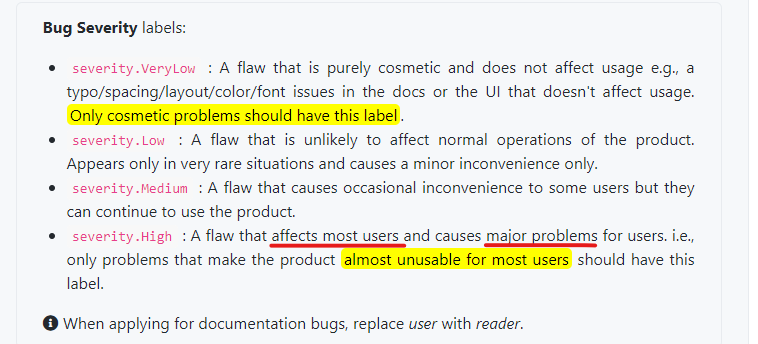 Bug Severity labels:
• severity.VeryLow : A flaw that is purely cosmetic and does not affect usage e.g., a
typo/spacing/layout/color/font issues in the docs or the UI that doesn't affect usage.
Only cosmetic problems should have this label.
• severity.Low : A flaw that is unlikely to affect normal operations of the product.
Appears only in very rare situations and causes a minor inconvenience only.
• severity.Medium : A flaw that causes occasional inconvenience to some users but they
can continue to use the product.
• severity.High : A flaw that affects most users and causes major problems for users. i.e.,
only problems that make the product almost unusable for most users should have this
label.
When applying for documentation bugs, replace user with reader.